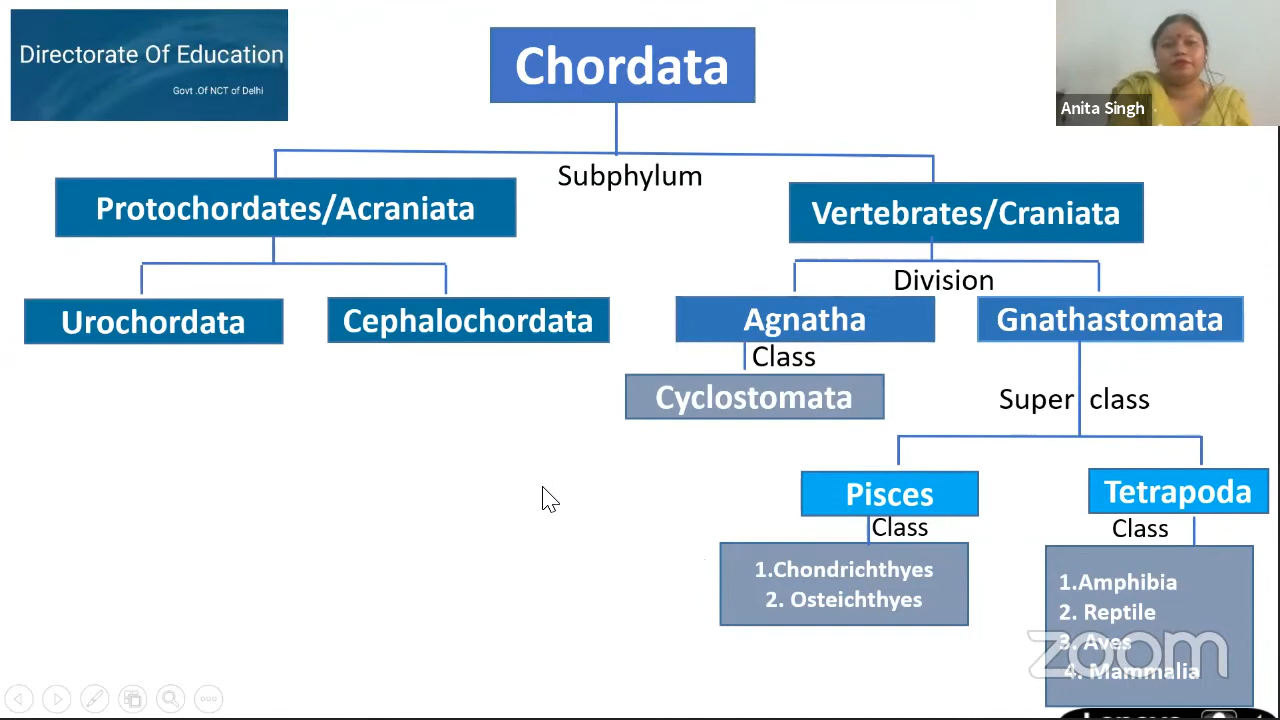 Directorate Of Education
Govt .Of NCT of Delhi
Chordata
Anita Singh
Subphylum
Protochordates/Acraniata
Vertebrates/Craniata
Division
Urochordata
Cephalochordata
Agnatha
Gnathastomata
Class
Cyclostomata
Super class
Pisces
Tetrapoda
Class
Class
1.Chondrichthyes
2. Osteichthyes
1.Amphibia
2. Reptile
3. Aves
4. Mammalia
zoom